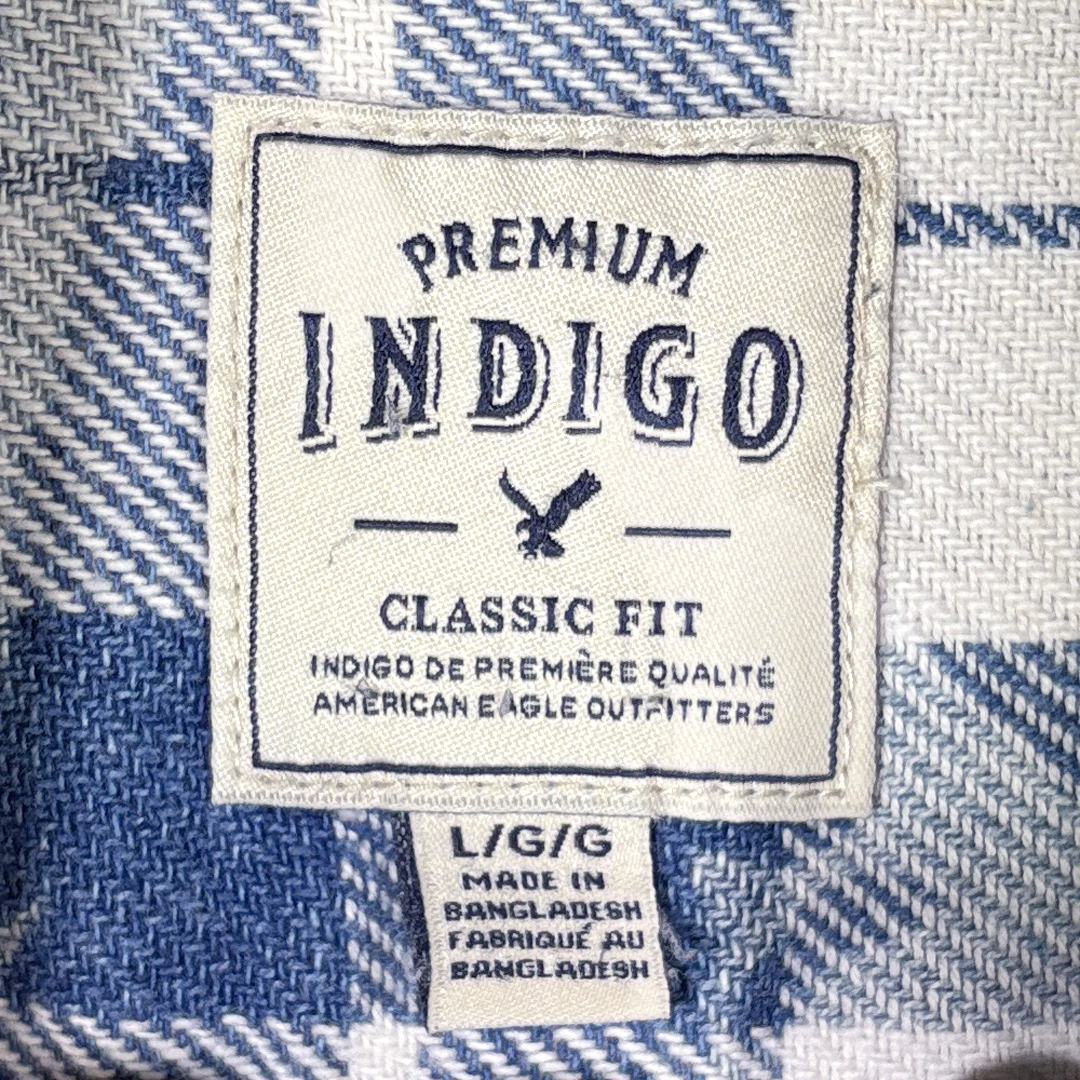 PREMIUM
INDIGO
CLASSIC FIT
INDIGO DE PREMIÈRE QUALITÉ
AMERICAN EAGLE OUTFITTERS
L/G/G
MADE IN
BANGLADESH
FABRIQUÉ AU
BANGLADESH